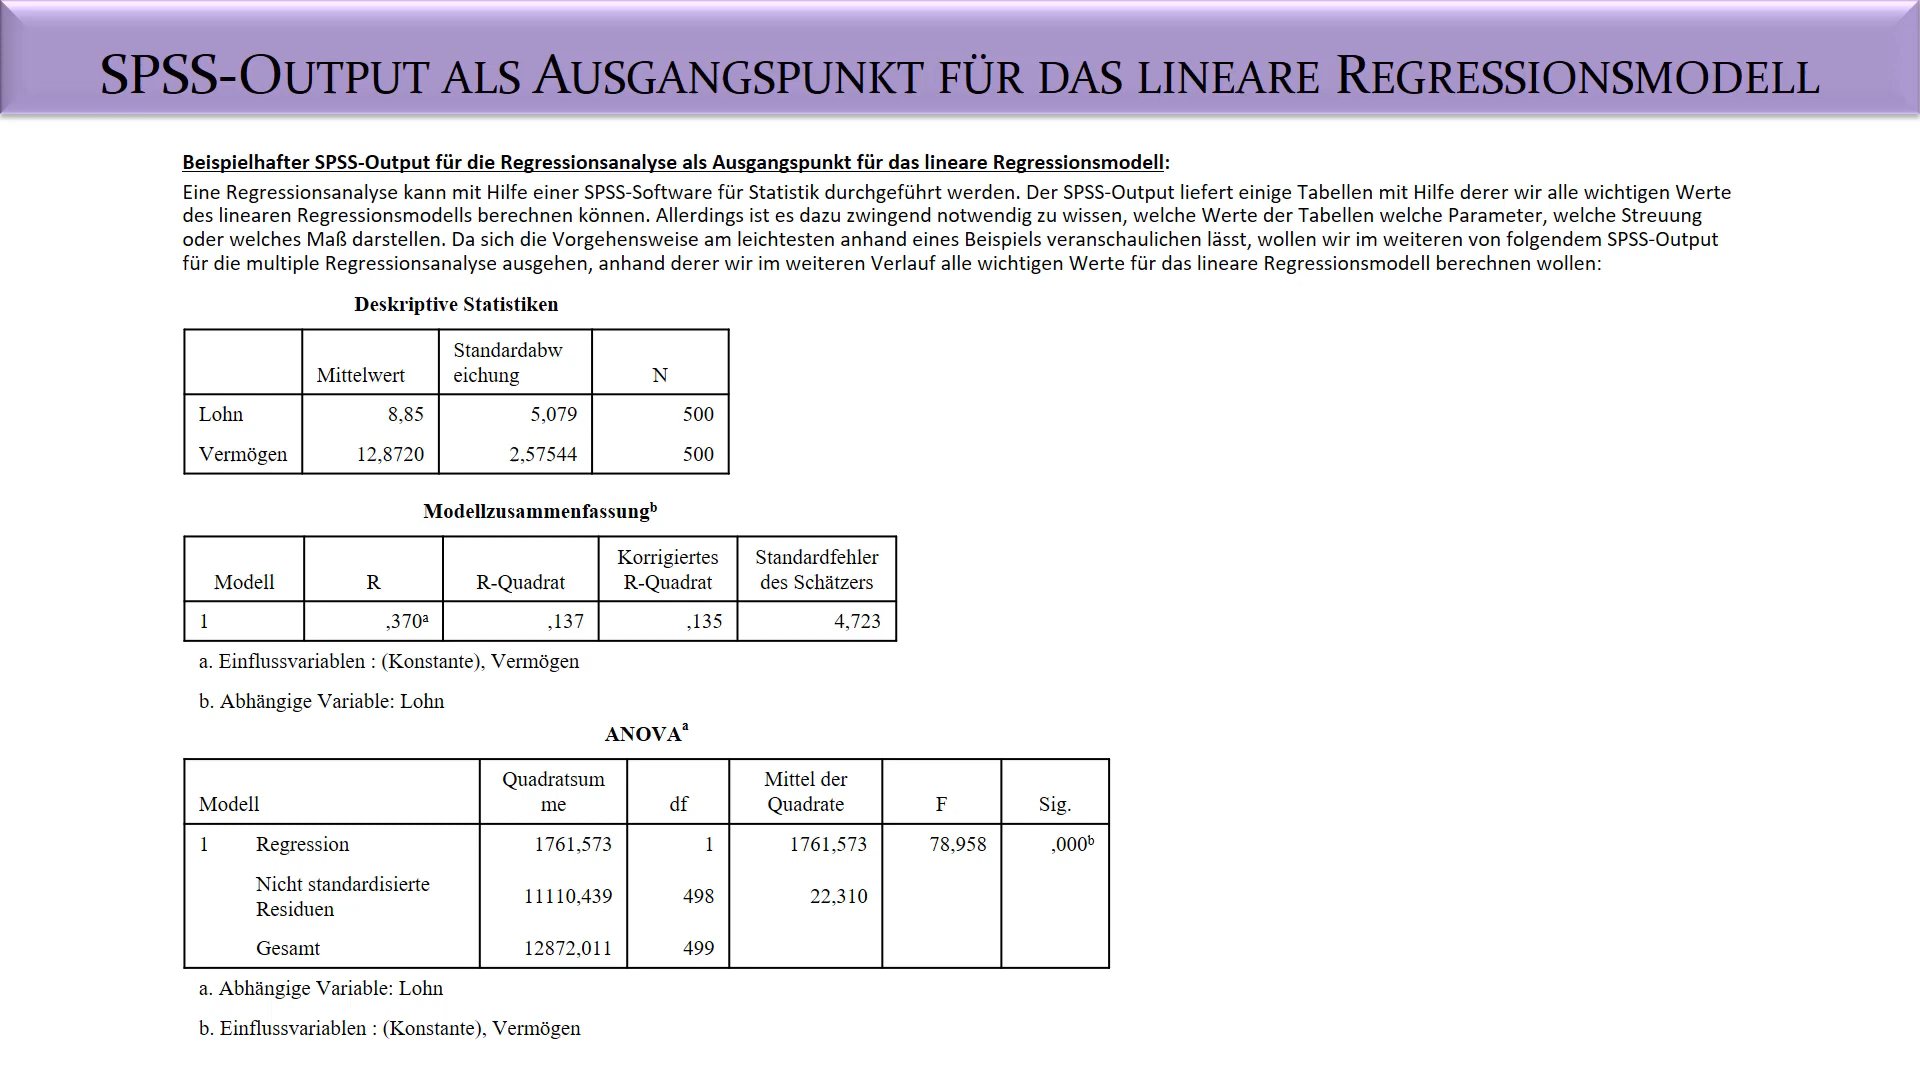 SPSS-Output als Ausgangspunkt für das lineare Regressionsmodell
Beispielhafter SPSS-Output für die Regressionsanalyse als Ausgangspunkt für das lineare Regressionsmodell:
Eine Regressionsanalyse kann mit Hilfe einer SPSS-Software für Statistik durchgeführt werden. Der SPSS-Output liefert einige Tabellen mit Hilfe derer wir alle wichtigen Werte
des linearen Regressionsmodells berechnen können. Allerdings ist es dazu zwingend notwendig zu wissen, welche Werte der Tabellen welche Parameter, welche Streuung
oder welches Maß darstellen. Da sich die Vorgehensweise am leichtesten anhand eines Beispiels veranschaulichen lässt, wollen wir im weiteren von folgendem SPSS-Output
für die multiple Regressionsanalyse ausgehen, anhand derer wir im weiteren Verlauf alle wichtigen Werte für das lineare Regressionsmodell berechnen wollen:
Deskriptive Statistiken
Mittelwert Standardabw eichung N
Lohn 8,85 5,079 500
Vermögen 12,8720 2,57544 500
Modellzusammenfassungᵇ
Modell R R-Quadrat Korrigiertes R-Quadrat Standardfehler des Schätzers
1 ,370ᵃ ,137 ,135 4,723
a. Einflussvariablen : (Konstante), Vermögen
b. Abhängige Variable: Lohn
ANOVAᵃ
Modell Quadratsum me df Mittel der Quadrate F Sig.
1 Regression 1761,573 1 1761,573 78,958 ,000ᵇ
Nicht standardisierte Residuen 11110,439 498 22,310
Gesamt 12872,011 499
a. Abhängige Variable: Lohn
b. Einflussvariablen : (Konstante), Vermögen